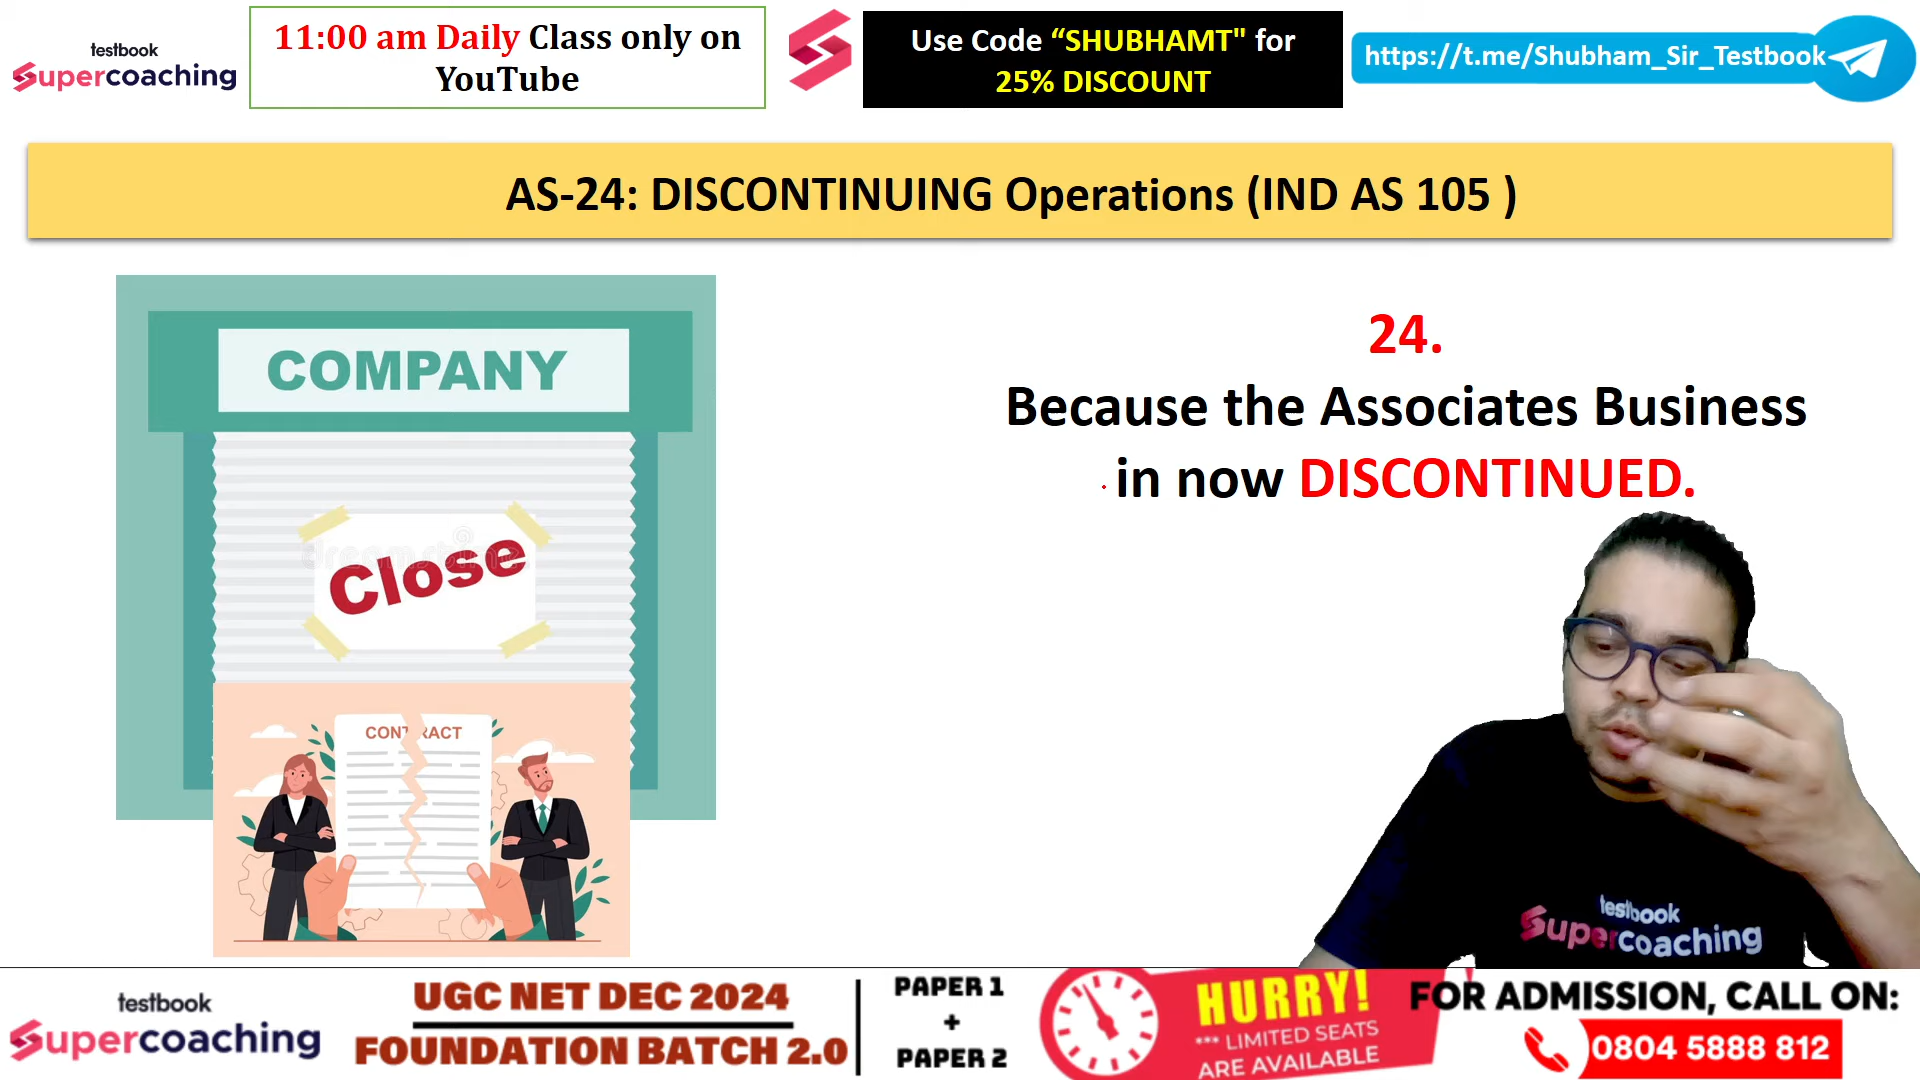 testbook
Supercoaching
11:00 am Daily Class only on
YouTube
Use Code “SHUBHAMT" for
25% DISCOUNT
https://t.me/Shubham_Sir_Testbook
AS-24: DISCONTINUING Operations (IND AS 105 )
COMPANY
Close
dreamstime
CONTRACT
24.
Because the Associates Business
in now DISCONTINUED.
testbook
Supercoaching
testbook
Supercoaching
UGC NET DEC 2024
FOUNDATION BATCH 2.0
PAPER 1
+
PAPER 2
HURRY!
*** LIMITED SEATS
ARE AVAILABLE
FOR ADMISSION, CALL ON:
0804 5888 812